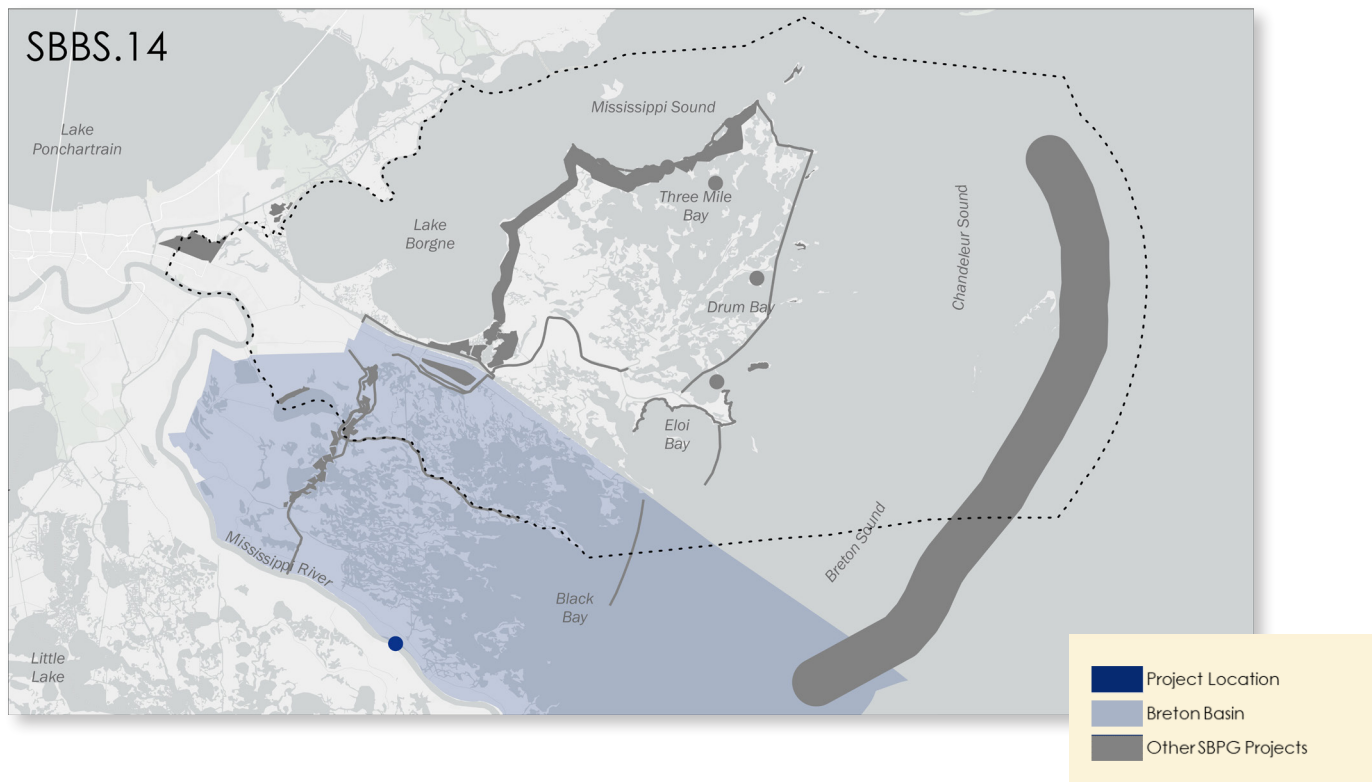 SBBS.14
Lake
Ponchartrain
Mississippi Sound
Three Mile
Bay
Lake
Borgne
Chandeleur Sound
Drum Bay
Eloi
Bay
Breton Sound
Mississippi River
Black
Bay
Little
Lake
Project Location
Breton Basin
Other SBPG Projects